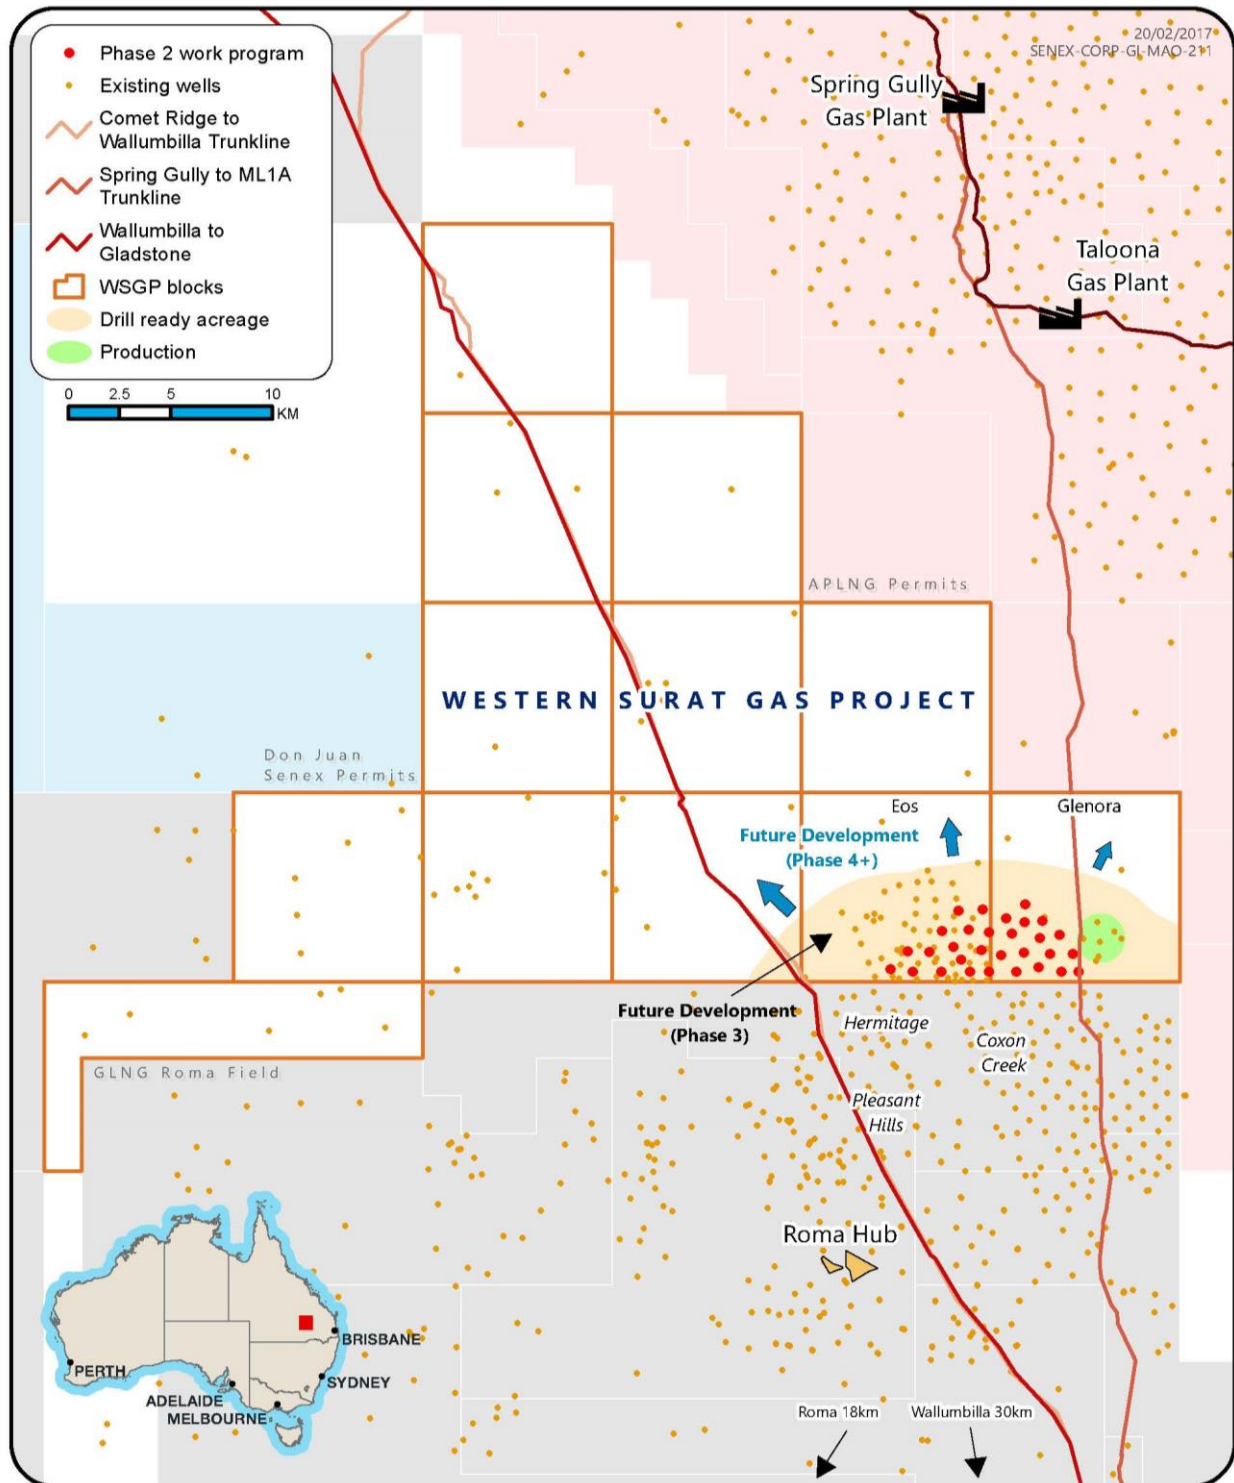 20/02/2017
SENEX-CORP-GI-MAO-211
Phase 2 work program
Existing wells
Comet Ridge to
Wallumbilla Trunkline
Spring Gully to ML1A
Trunkline
Wallumbilla to
Gladstone
WSGP blocks
Drill ready acreage
Production
0 2.5 5 10
KM
Spring Gully
Gas Plant
Taloona
Gas Plant
APLNG Permits
WESTERN SURAT GAS PROJECT
Don Juan
Senex Permits
Eos
Glenora
Future Development
(Phase 4+)
Future Development
(Phase 3)
Hermitage
Coxon
Creek
GLNG Roma Field
Pleasant
Hills
Roma Hub
BRISBANE
PERTH
SYDNEY
ADELAIDE
MELBOURNE
Roma 18km
Wallumbilla 30km